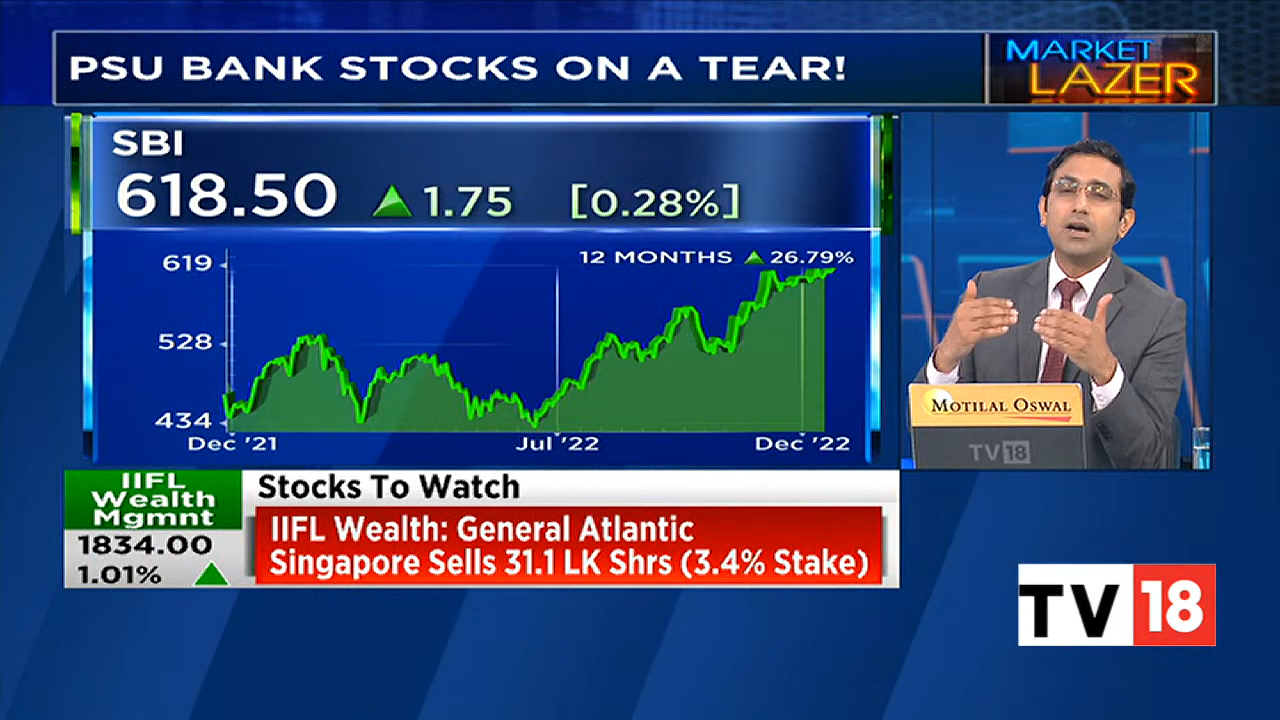 PSU BANK STOCKS ON A TEAR!
MARKET
LAZER
SBI
618.50 ▲ 1.75 [0.28%]
12 MONTHS ▲ 26.79%
619
528
434
Dec '21 Jul '22 Dec '22
MOTILAL OSWAL
TV18
IIFL
Wealth
Mgmnt
1834.00
1.01% ▲
Stocks To Watch
IIFL Wealth: General Atlantic
Singapore Sells 31.1 LK Shrs (3.4% Stake)
TV18